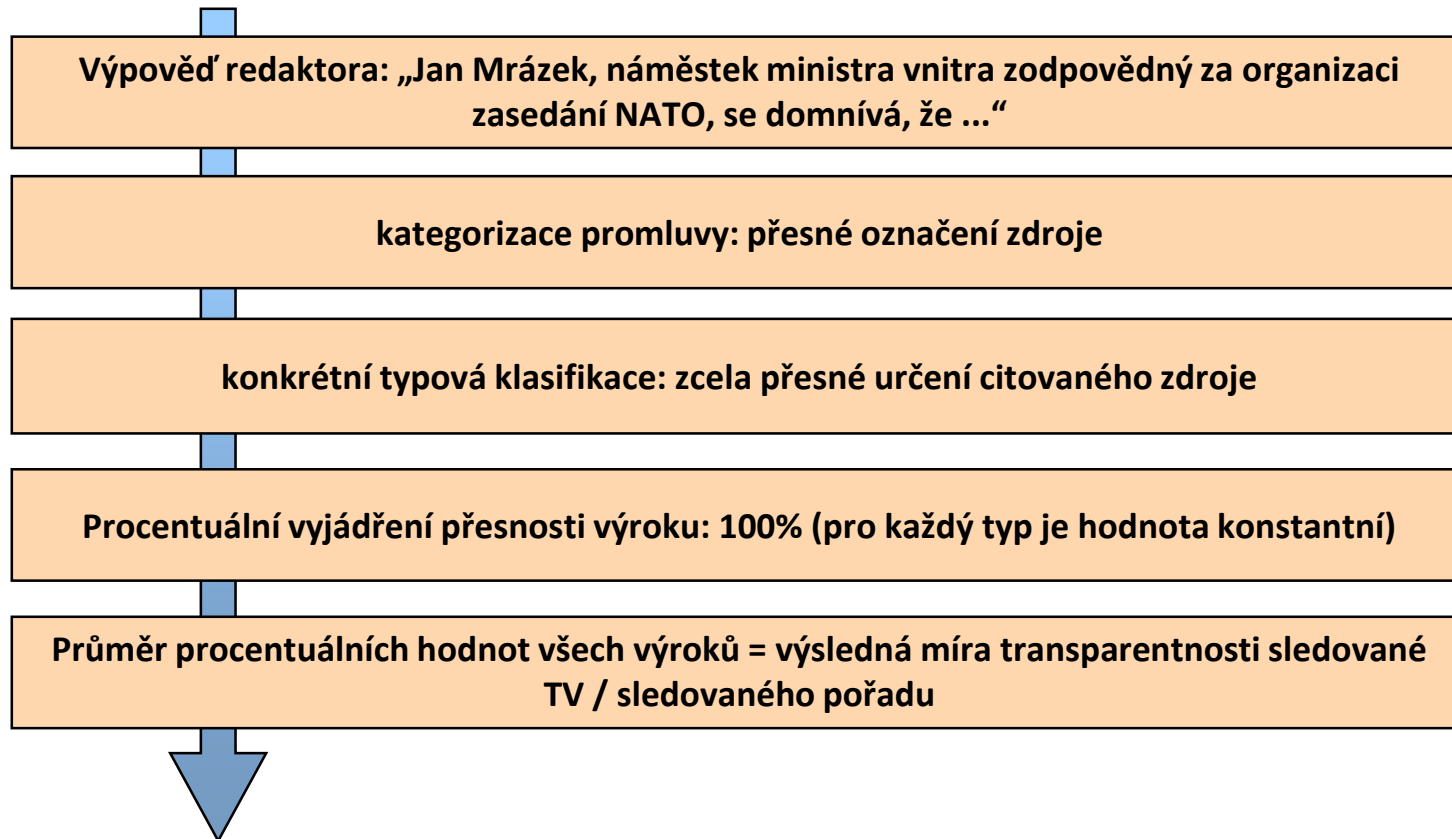 Výpověď redaktora: „Jan Mrázek, náměstek ministra vnitra zodpovědný za organizaci
zasedání NATO, se domnívá, že ...“
kategorizace promluvy: přesné označení zdroje
konkrétní typová klasifikace: zcela přesné určení citovaného zdroje
Procentuální vyjádření přesnosti výroku: 100% (pro každý typ je hodnota konstantní)
Průměr procentuálních hodnot všech výroků = výsledná míra transparentnosti sledované
TV / sledovaného pořadu